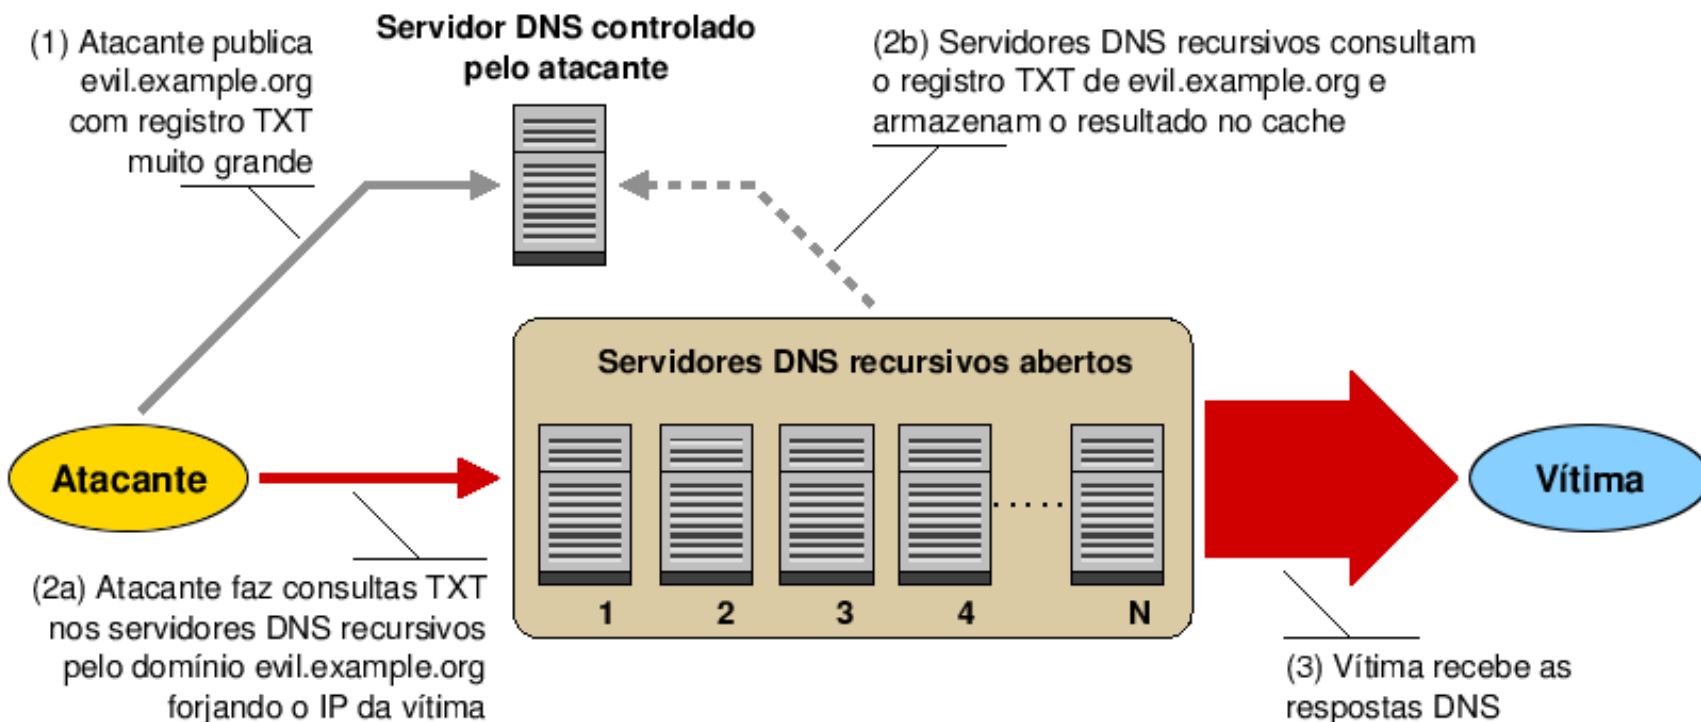 (1) Atacante publica
evil.example.org
com registro TXT
muito grande
Servidor DNS controlado
pelo atacante
(2b) Servidores DNS recursivos consultam
o registro TXT de evil.example.org e
armazenam o resultado no cache
Servidores DNS recursivos abertos
Atacante
1 2 3 4 N
Vítima
(2a) Atacante faz consultas TXT
nos servidores DNS recursivos
pelo domínio evil.example.org
forjando o IP da vítima
(3) Vítima recebe as
respostas DNS